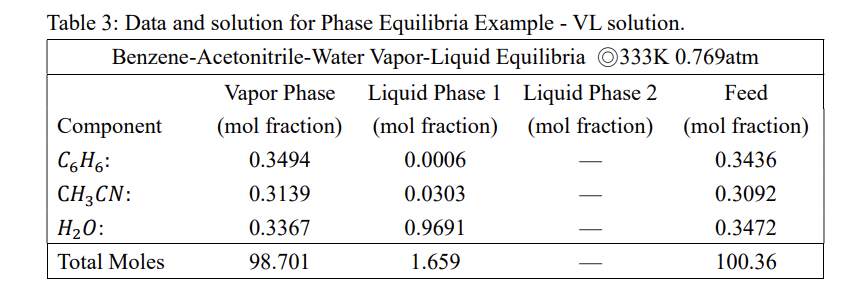 Table 3: Data and solution for Phase Equilibria Example - VL solution.
Benzene-Acetonitrile-Water Vapor-Liquid Equilibria ◎333K 0.769atm
Vapor Phase Liquid Phase 1 Liquid Phase 2 Feed
Component (mol fraction) (mol fraction) (mol fraction) (mol fraction)
C₆H₆: 0.3494 0.0006 — 0.3436
CH₃CN: 0.3139 0.0303 — 0.3092
H₂O: 0.3367 0.9691 — 0.3472
Total Moles 98.701 1.659 — 100.36